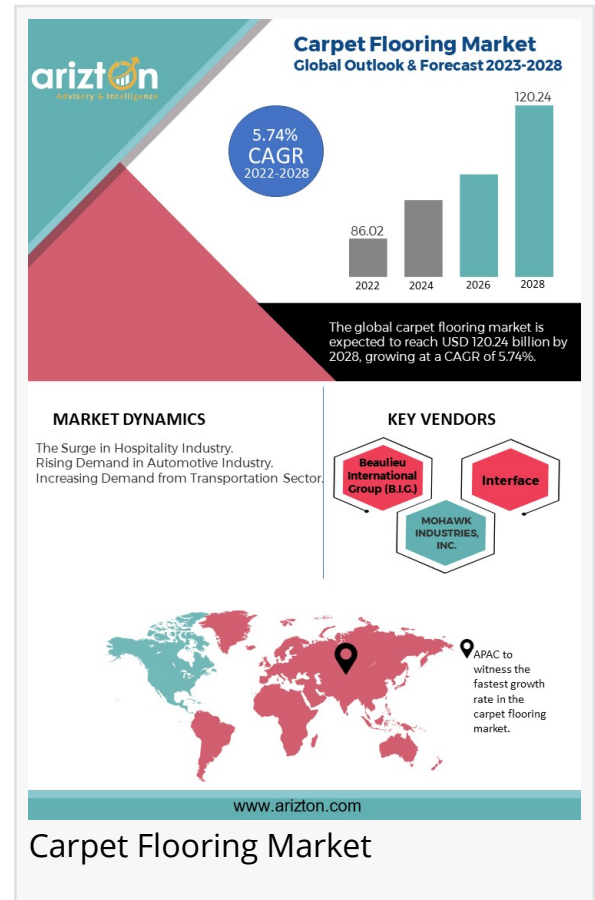 Carpet Flooring Market
Global Outlook & Forecast 2023-2028
arizton
Advisory & Intelligence
5.74%
CAGR
2022-2028
120.24
86.02
2022 2024 2026 2028
The global carpet flooring market is
expected to reach USD 120.24 billion by
2028, growing at a CAGR of 5.74%.
MARKET DYNAMICS
The Surge in Hospitality Industry.
Rising Demand in Automotive Industry.
Increasing Demand from Transportation Sector.
KEY VENDORS
Beaulieu
International
Group (B.I.G.)
Interface
MOHAWK
INDUSTRIES,
INC.
APAC to
witness the
fastest growth
rate in the
carpet flooring
market.
www.arizton.com
Carpet Flooring Market